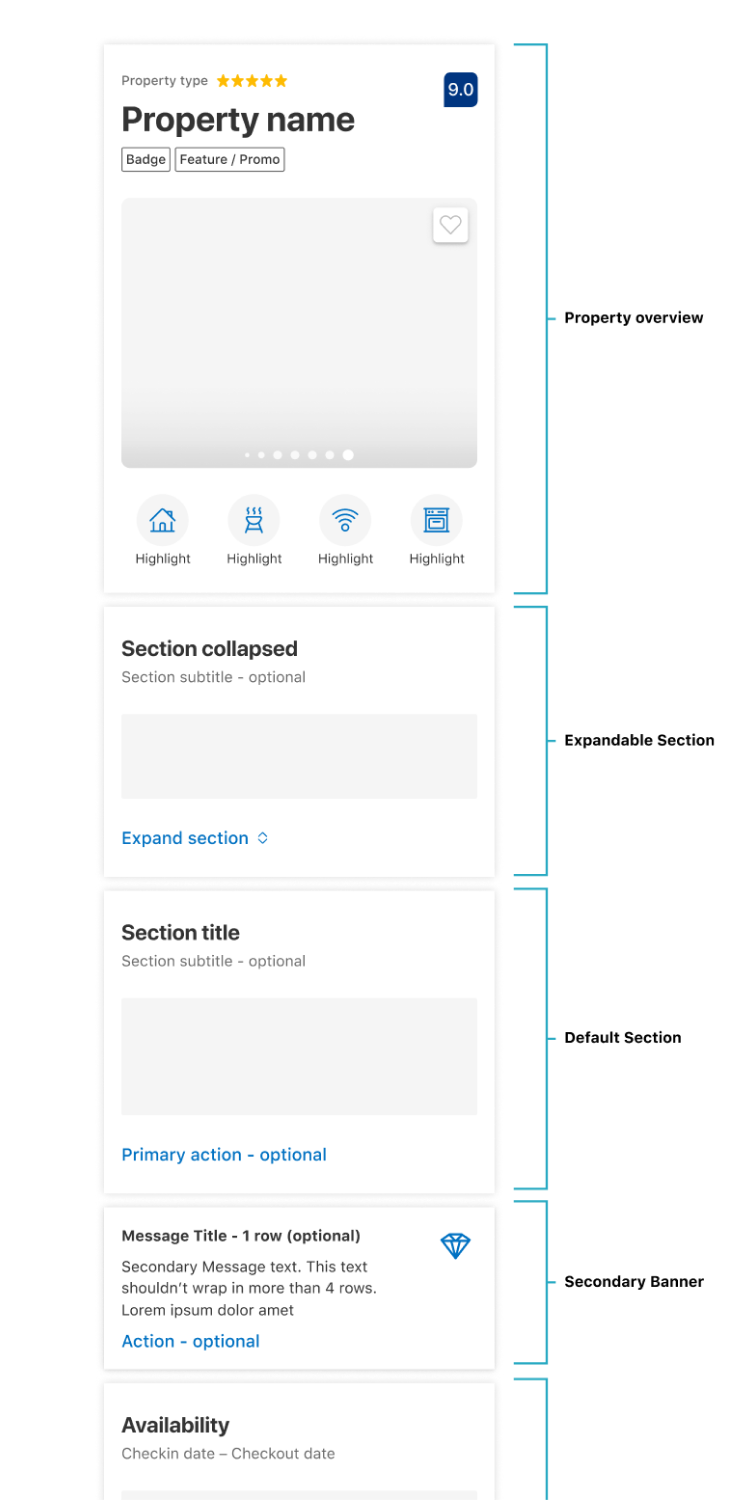 Property type
9.0
Property name
Badge
Feature / Promo
Property overview
Highlight
Highlight
Highlight
Highlight
Section collapsed
Section subtitle - optional
Expandable Section
Expand section
Section title
Section subtitle - optional
Default Section
Primary action - optional
Message Title - 1 row (optional)
Secondary Message text. This text
shouldn’t wrap in more than 4 rows.
Lorem ipsum dolor amet
Secondary Banner
Action - optional
Availability
Checkin date – Checkout date